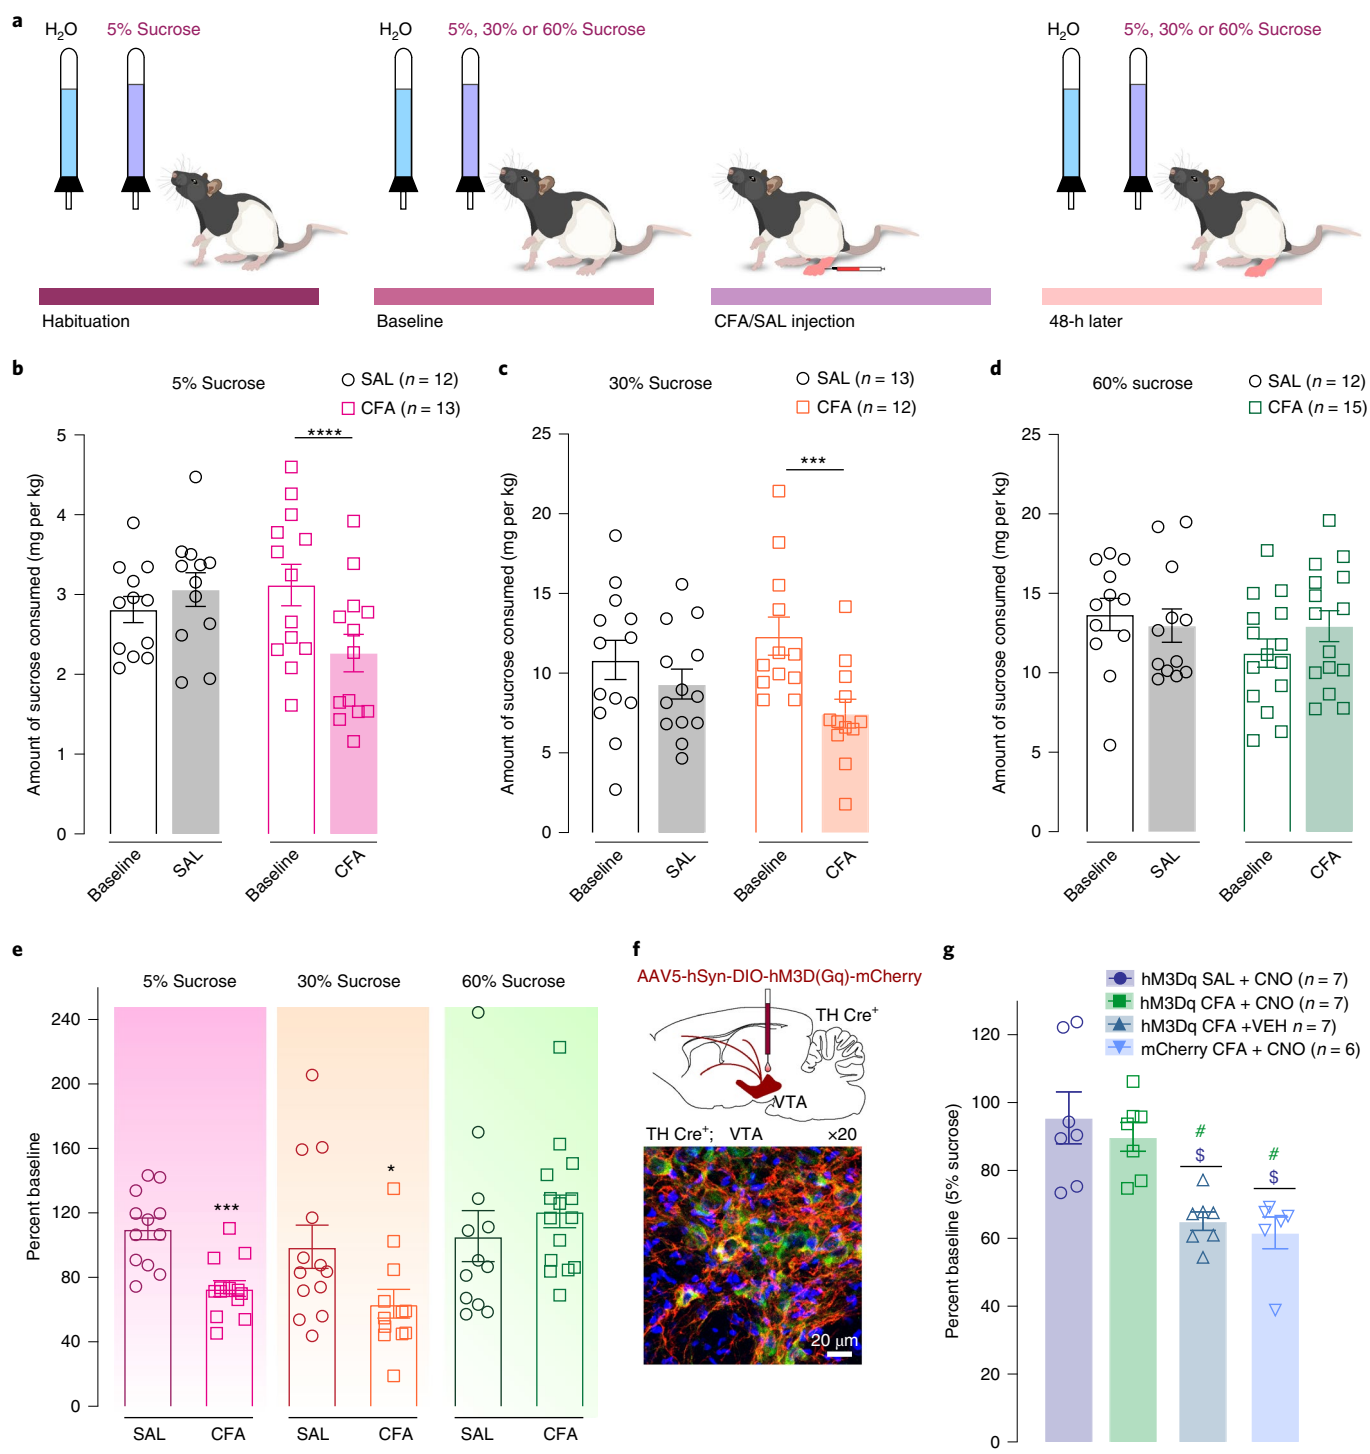 a
H2O
5% Sucrose
H2O
5%, 30% or 60% Sucrose
H2O
5%, 30% or 60% Sucrose
Habituation
Baseline
CFA/SAL injection
48-h later
b
5% Sucrose
SAL (n = 12)
CFA (n = 13)
Amount of sucrose consumed (mg per kg)
5
4
3
2
1
0
****
Baseline
SAL
Baseline
CFA
c
30% Sucrose
SAL (n = 13)
CFA (n = 12)
Amount of sucrose consumed (mg per kg)
25
20
15
10
5
0
***
Baseline
SAL
Baseline
CFA
d
60% sucrose
SAL (n = 12)
CFA (n = 15)
Amount of sucrose consumed (mg per kg)
25
20
15
10
5
0
Baseline
SAL
Baseline
CFA
e
5% Sucrose
30% Sucrose
60% Sucrose
Percent baseline
240
200
160
120
80
40
0
***
*
SAL
CFA
SAL
CFA
SAL
CFA
f
AAV5-hSyn-DIO-hM3D(Gq)-mCherry
TH Cre+
VTA
TH Cre+; VTA ×20
20 μm
g
hM3Dq SAL + CNO (n = 7)
hM3Dq CFA + CNO (n = 7)
hM3Dq CFA +VEH n = 7)
mCherry CFA + CNO (n = 6)
Percent baseline (5% sucrose)
120
100
80
60
40
20
0
#
$
#
$